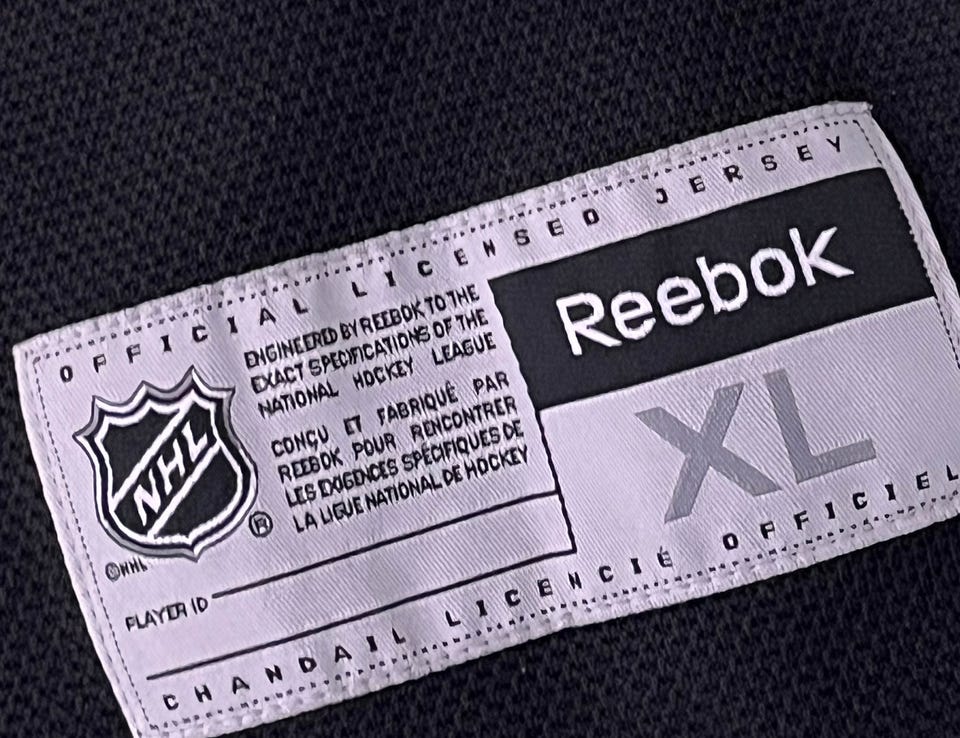 OFFICIAL LICENSED JERSEY
NHL
®
©NHL
ENGINEERED BY REEBOK TO THE
EXACT SPECIFICATIONS OF THE
NATIONAL HOCKEY LEAGUE
CONÇU ET FABRIQUÉ PAR
REEBOK POUR RENCONTRER
LES EXIGENCES SPÉCIFIQUES DE
LA LIGUE NATIONAL DE HOCKEY
Reebok
XL
PLAYER ID
CHANDAIL LICENCIÉ OFFICIEL